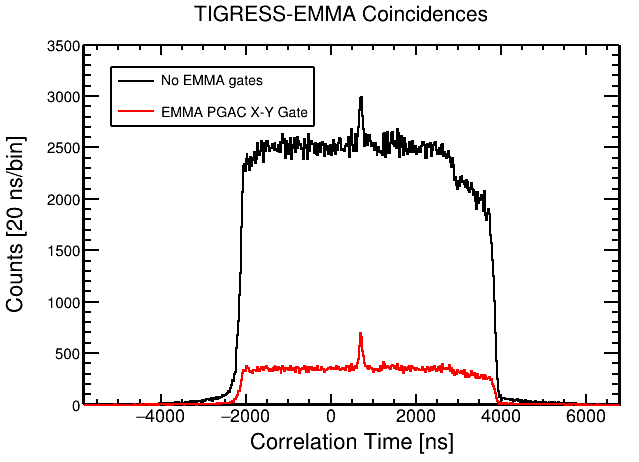 TIGRESS-EMMA Coincidences
3500
3000
2500
2000
1500
1000
500
0
No EMMA gates
EMMA PGAC X-Y Gate
Counts [20 ns/bin]
−4000 −2000 0 2000 4000 6000
Correlation Time [ns]